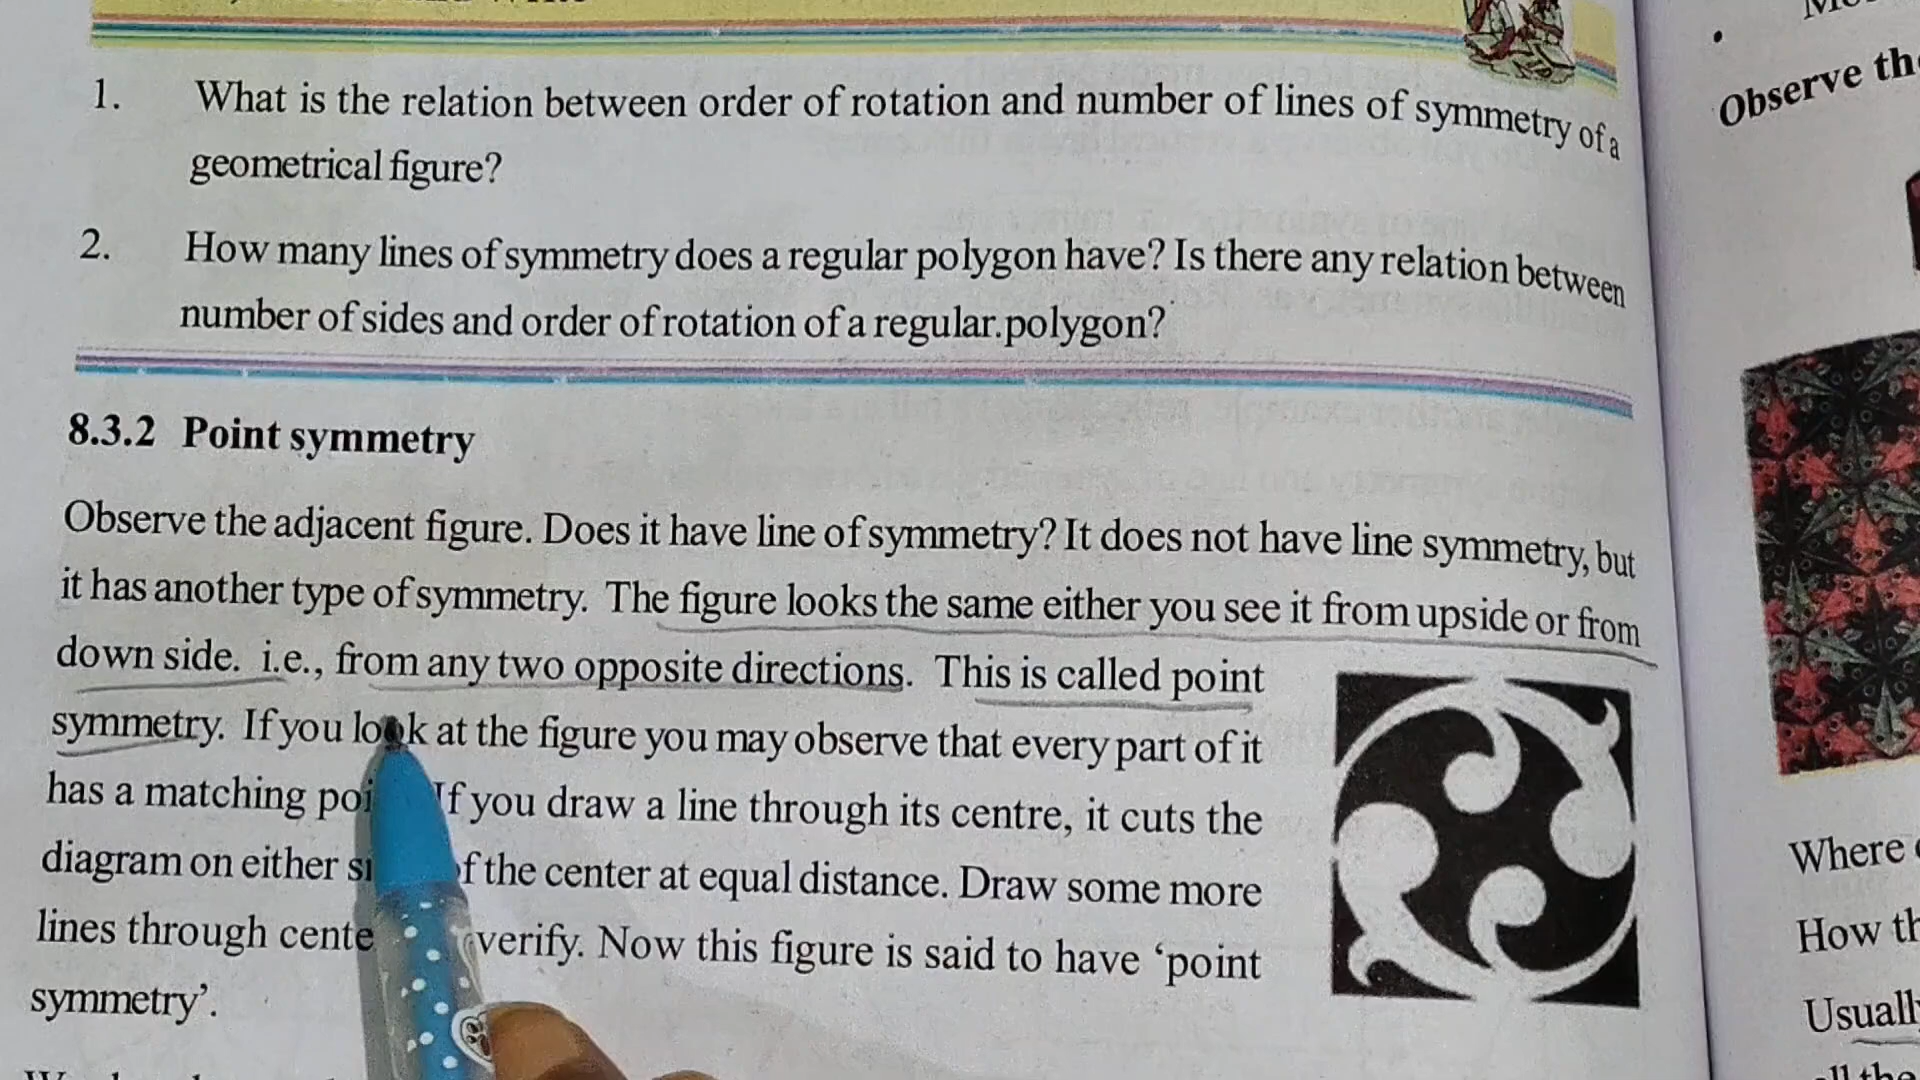 1. What is the relation between order of rotation and number of lines of symmetry of a
geometrical figure?
2. How many lines of symmetry does a regular polygon have? Is there any relation between
number of sides and order of rotation of a regular.polygon?
8.3.2 Point symmetry
Observe the adjacent figure. Does it have line of symmetry? It does not have line symmetry, but
it has another type of symmetry. The figure looks the same either you see it from upside or from
down side. i.e., from any two opposite directions. This is called point
symmetry. If you look at the figure you may observe that every part of it
has a matching If you draw a line through its centre, it cuts the
diagram on either of the center at equal distance. Draw some more
lines through verify. Now this figure is said to have ‘point
symmetry’.
Observe
Where
How
Usually